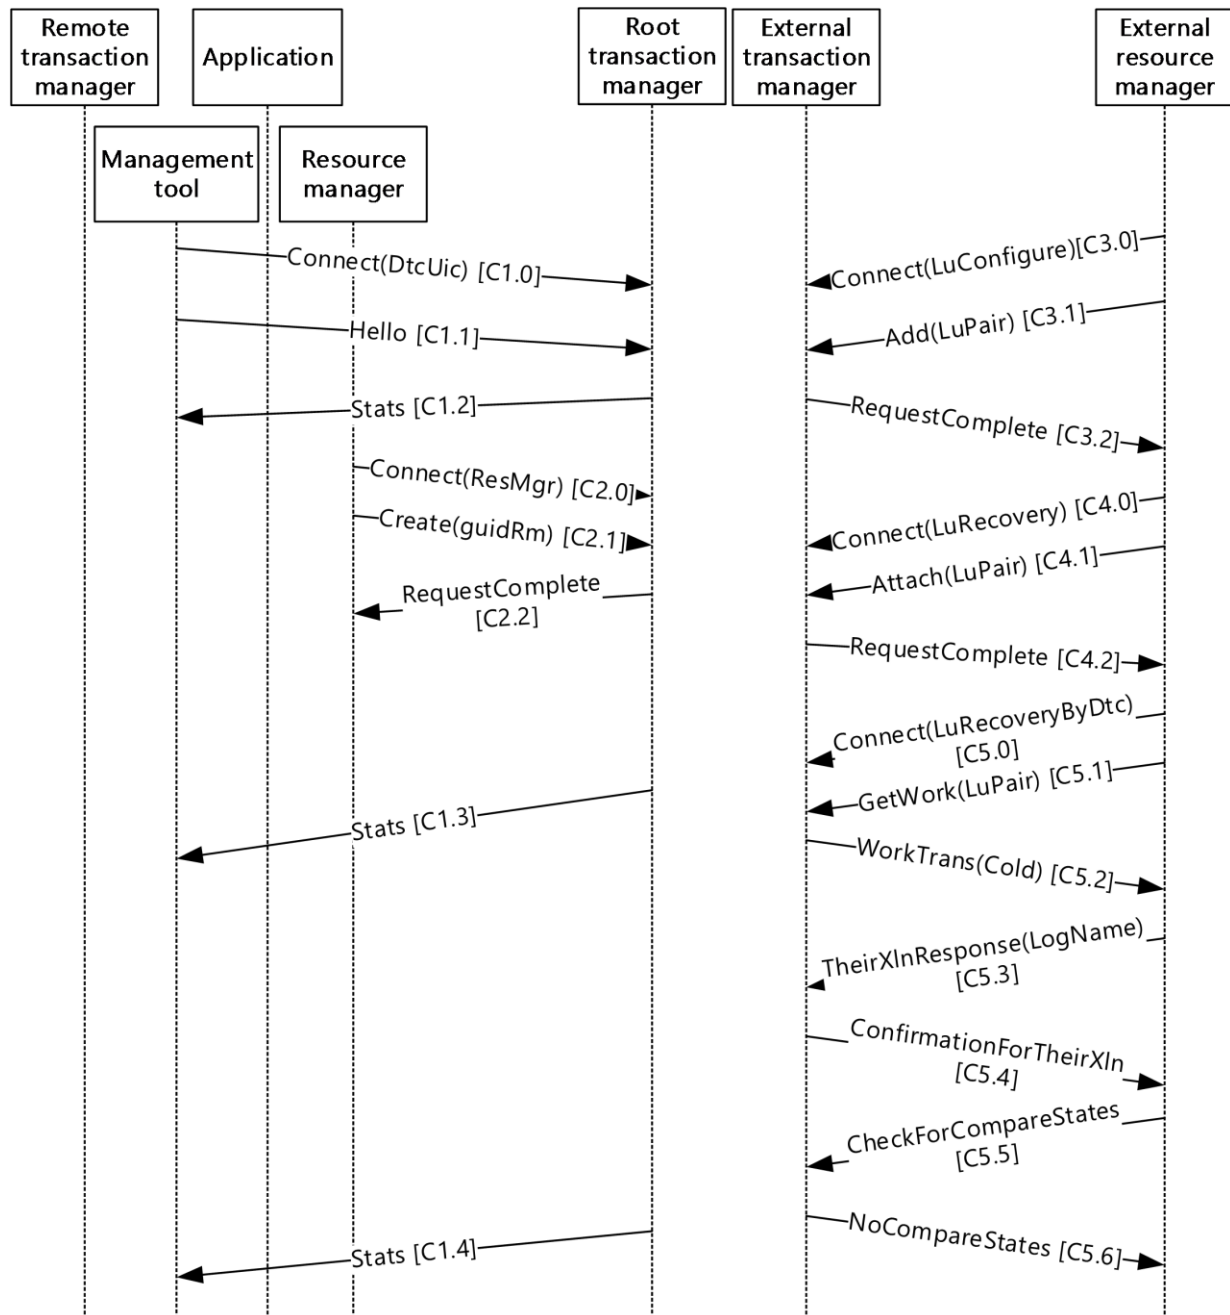 Remote
transaction
manager
Application
Root
transaction
manager
External
transaction
manager
External
resource
manager
Management
tool
Resource
manager
Connect(DtcUic) [C1.0]
Connect(LuConfigure)[C3.0]
Hello [C1.1]
Add(LuPair) [C3.1]
Stats [C1.2]
RequestComplete [C3.2]
Connect(ResMgr) [C2.0]
Connect(LuRecovery) [C4.0]
Create(guidRm) [C2.1]
Attach(LuPair) [C4.1]
RequestComplete
[C2.2]
RequestComplete [C4.2]
Connect(LuRecoveryByDtc)
[C5.0]
GetWork(LuPair) [C5.1]
Stats [C1.3]
WorkTrans(Cold) [C5.2]
TheirXlnResponse(LogName)
[C5.3]
ConfirmationForTheirXln
[C5.4]
CheckForCompareStates
[C5.5]
Stats [C1.4]
NoCompareStates [C5.6]